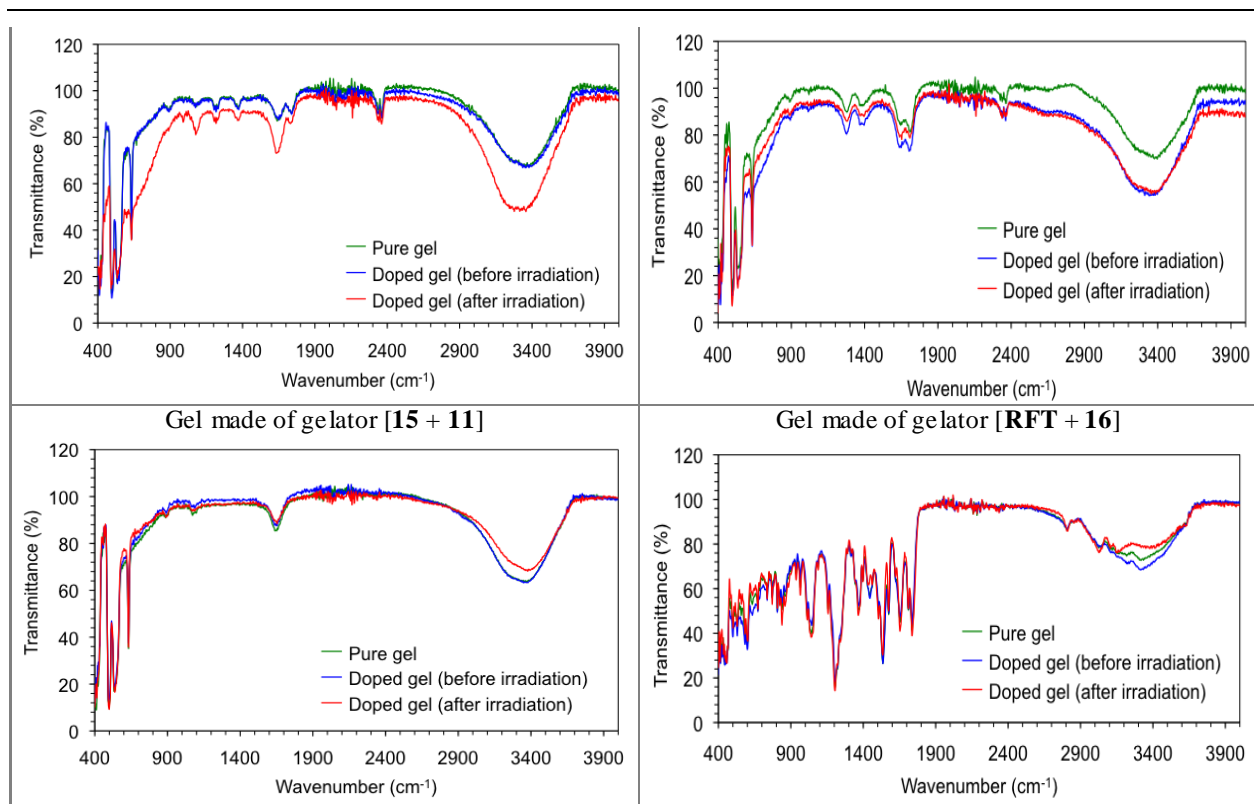 120
100
80
60
40
20
0
Transmittance (%)
Pure gel
Doped gel (before irradiation)
Doped gel (after irradiation)
400 900 1400 1900 2400 2900 3400 3900
Wavenumber (cm-1)
120
100
80
60
40
20
0
Transmittance (%)
Pure gel
Doped gel (before irradiation)
Doped gel (after irradiation)
400 900 1400 1900 2400 2900 3400 3900
Wavenumber (cm-1)
Gel made of gelator [15 + 11]
Gel made of gelator [RFT + 16]
120
100
80
60
40
20
0
Transmittance (%)
Pure gel
Doped gel (before irradiation)
Doped gel (after irradiation)
400 900 1400 1900 2400 2900 3400 3900
Wavenumber (cm-1)
120
100
80
60
40
20
0
Transmittance (%)
Pure gel
Doped gel (before irradiation)
Doped gel (after irradiation)
400 900 1400 1900 2400 2900 3400 3900
Wavenumber (cm-1)